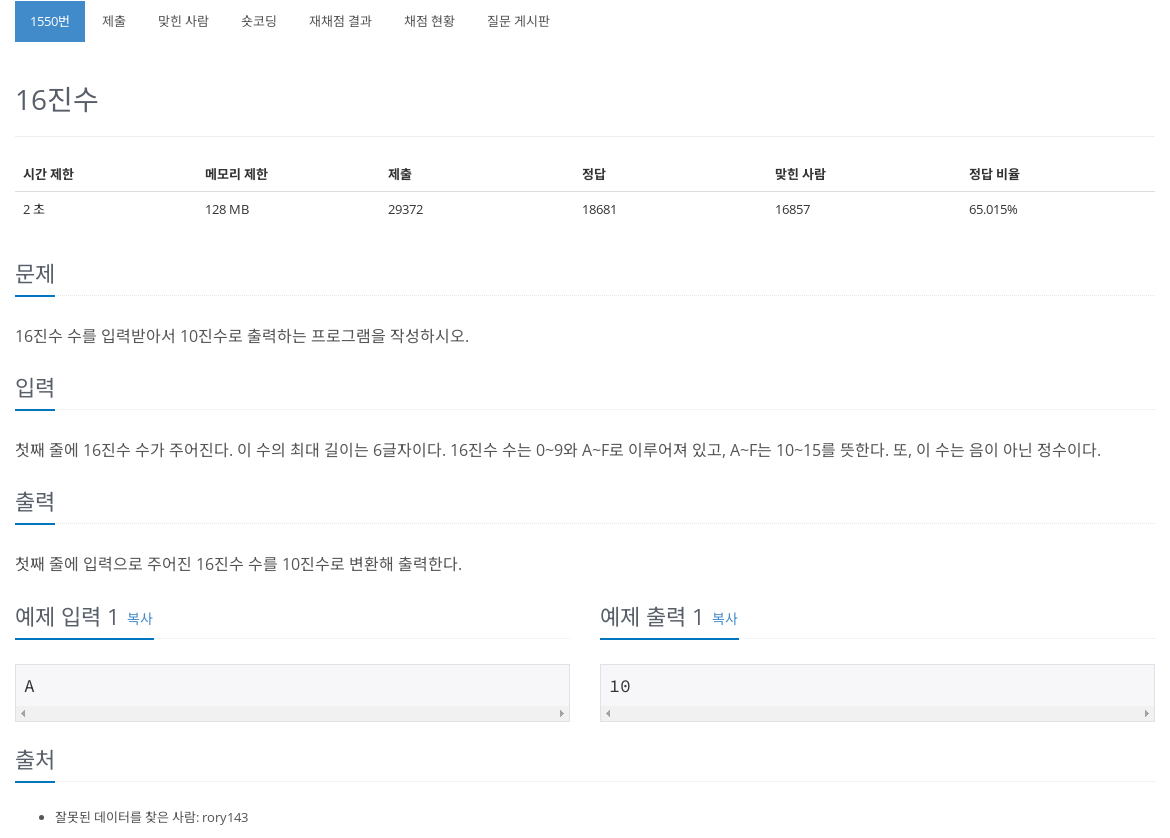 1550번 제출 맞힌 사람 숏코딩 재채점 결과 채점 현황 질문 게시판
16진수
시간 제한 메모리 제한 제출 정답 맞힌 사람 정답 비율
2 초 128 MB 29372 18681 16857 65.015%
문제
16진수 수를 입력받아서 10진수로 출력하는 프로그램을 작성하시오.
입력
첫째 줄에 16진수 수가 주어진다. 이 수의 최대 길이는 6글자이다. 16진수 수는 0~9와 A~F로 이루어져 있고, A~F는 10~15를 뜻한다. 또, 이 수는 음이 아닌 정수이다.
출력
첫째 줄에 입력으로 주어진 16진수 수를 10진수로 변환해 출력한다.
예제 입력 1 복사 예제 출력 1 복사
A 10
출처
잘못된 데이터를 찾은 사람: rory143